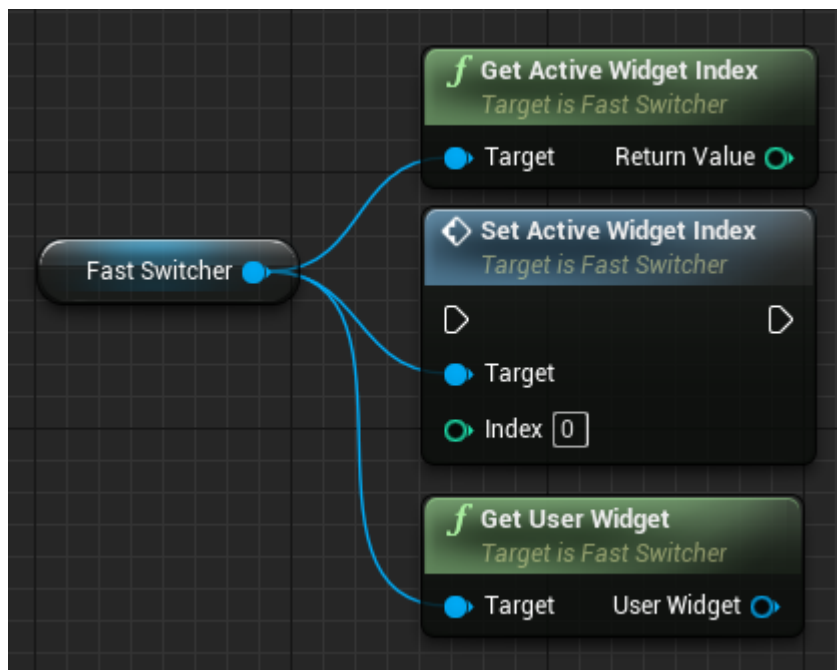 Get Active Widget Index
Target is Fast Switcher
Target Return Value
Set Active Widget Index
Target is Fast Switcher
Fast Switcher
Target
Index 0
Get User Widget
Target is Fast Switcher
Target User Widget